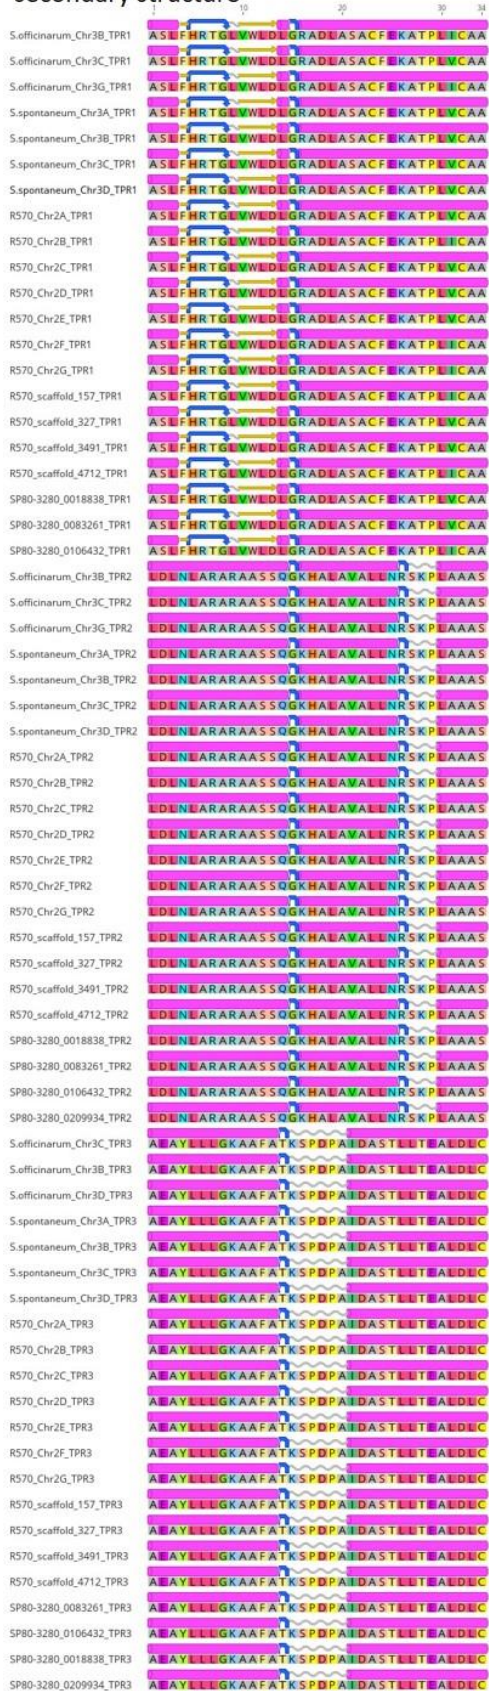 secondary structure
1 10 20 30 34
S.officinarum_Chr3B_TPR1 ASLFHRTGLVWLDLGRADLASACFEKATPLICAA
S.officinarum_Chr3C_TPR1 ASLFHRTGLVWLDLGRADLASACFEKATPLVCAA
S.officinarum_Chr3G_TPR1 ASLFHRTGLVWLDLGRADLASACFEKATPLICAA
S.spontaneum_Chr3A_TPR1 ASLFHRTGLVWLDLGRADLASACFEKATPLVCAA
S.spontaneum_Chr3B_TPR1 ASLFHRTGLVWLDLGRADLASACFEKATPLVCAA
S.spontaneum_Chr3C_TPR1 ASLFHRTGLVWLDLGRADLASACFEKATPLVCAA
S.spontaneum_Chr3D_TPR1 ASLFHRTGLVWLDLGRADLASACFEKATPLVCAA
R570_Chr2A_TPR1 ASLFHRTGLVWLDLGRADLASACFEKATPLVCAA
R570_Chr2B_TPR1 ASLFHRTGLVWLDLGRADLASACFEKATPLICAA
R570_Chr2C_TPR1 ASLFHRTGLVWLDLGRADLASACFEKATPLVCAA
R570_Chr2D_TPR1 ASLFHRTGLVWLDLGRADLASACFEKATPLICAA
R570_Chr2E_TPR1 ASLFHRTGLVWLDLGRADLASACFEKATPLVCAA
R570_Chr2F_TPR1 ASLFHRTGLVWLDLGRADLASACFEKATPLICAA
R570_Chr2G_TPR1 ASLFHRTGLVWLDLGRADLASACFEKATPLICAA
R570_scaffold_157_TPR1 ASLFHRTGLVWLDLGRADLASACFEKATPLICAA
R570_scaffold_327_TPR1 ASLFHRTGLVWLDLGRADLASACFEKATPLVCAA
R570_scaffold_3491_TPR1 ASLFHRTGLVWLDLGRADLASACFEKATPLVCAA
R570_scaffold_4712_TPR1 ASLFHRTGLVWLDLGRADLASACFEKATPLICAA
SP80-3280_0018838_TPR1 ASLFHRTGLVWLDLGRADLASACFEKATPLVCAA
SP80-3280_0083261_TPR1 ASLFHRTGLVWLDLGRADLASACFEKATPLVCAA
SP80-3280_0106432_TPR1 ASLFHRTGLVWLDLGRADLASACFEKATPLICAA
S.officinarum_Chr3B_TPR2 LDLNLARARAASSQGKHALAVALLNRSKPLAAAS
S.officinarum_Chr3C_TPR2 LDLNLARARAASSQGKHALAVALLNRSKPLAAAS
S.officinarum_Chr3G_TPR2 LDLNLARARAASSQGKHALAVALLNRSKPLAAAS
S.spontaneum_Chr3A_TPR2 LDLNLARARAASSQGKHALAVALLNRSKPLAAAS
S.spontaneum_Chr3B_TPR2 LDLNLARARAASSQGKHALAVALLNRSKPLAAAS
S.spontaneum_Chr3C_TPR2 LDLNLARARAASSQGKHALAVALLNRSKPLAAAS
S.spontaneum_Chr3D_TPR2 LDLNLARARAASSQGKHALAVALLNRSKPLAAAS
R570_Chr2A_TPR2 LDLNLARARAASSQGKHALAVALLNRSKPLAAAS
R570_Chr2B_TPR2 LDLNLARARAASSQGKHALAVALLNRSKPLAAAS
R570_Chr2C_TPR2 LDLNLARARAASSQGKHALAVALLNRSKPLAAAS
R570_Chr2D_TPR2 LDLNLARARAASSQGKHALAVALLNRSKPLAAAS
R570_Chr2E_TPR2 LDLNLARARAASSQGKHALAVALLNRSKPLAAAS
R570_Chr2F_TPR2 LDLNLARARAASSQGKHALAVALLNRSKPLAAAS
R570_Chr2G_TPR2 LDLNLARARAASSQGKHALAVALLNRSKPLAAAS
R570_scaffold_157_TPR2 LDLNLARARAASSQGKHALAVALLNRSKPLAAAS
R570_scaffold_327_TPR2 LDLNLARARAASSQGKHALAVALLNRSKPLAAAS
R570_scaffold_3491_TPR2 LDLNLARARAASSQGKHALAVALLNRSKPLAAAS
R570_scaffold_4712_TPR2 LDLNLARARAASSQGKHALAVALLNRSKPLAAAS
SP80-3280_0018838_TPR2 LDLNLARARAASSQGKHALAVALLNRSKPLAAAS
SP80-3280_0083261_TPR2 LDLNLARARAASSQGKHALAVALLNRSKPLAAAS
SP80-3280_0106432_TPR2 LDLNLARARAASSQGKHALAVALLNRSKPLAAAS
SP80-3280_0209934_TPR2 LDLNLARARAASSQGKHALAVALLNRSKPLAAAS
S.officinarum_Chr3C_TPR3 AEAYLLLGKAAFATKSPDPAIDASTLLTEALDLC
S.officinarum_Chr3B_TPR3 AEAYLLLGKAAFATKSPDPAIDASTLLTEALDLC
S.officinarum_Chr3D_TPR3 AEAYLLLGKAAFATKSPDPAIDASTLLTEALDLC
S.spontaneum_Chr3A_TPR3 AEAYLLLGKAAFATKSPDPAIDASTLLTEALDLC
S.spontaneum_Chr3B_TPR3 AEAYLLLGKAAFATKSPDPAIDASTLLTEALDLC
S.spontaneum_Chr3C_TPR3 AEAYLLLGKAAFATKSPDPAIDASTLLTEALDLC
S.spontaneum_Chr3D_TPR3 AEAYLLLGKAAFATKSPDPAIDASTLLTEALDLC
R570_Chr2A_TPR3 AEAYLLLGKAAFATKSPDPAIDASTLLTEALDLC
R570_Chr2B_TPR3 AEAYLLLGKAAFATKSPDPAIDASTLLTEALDLC
R570_Chr2C_TPR3 AEAYLLLGKAAFATKSPDPAIDASTLLTEALDLC
R570_Chr2D_TPR3 AEAYLLLGKAAFATKSPDPAIDASTLLTEALDLC
R570_Chr2E_TPR3 AEAYLLLGKAAFATKSPDPAIDASTLLTEALDLC
R570_Chr2F_TPR3 AEAYLLLGKAAFATKSPDPAIDASTLLTEALDLC
R570_Chr2G_TPR3 AEAYLLLGKAAFATKSPDPAIDASTLLTEALDLC
R570_scaffold_157_TPR3 AEAYLLLGKAAFATKSPDPAIDASTLLTEALDLC
R570_scaffold_327_TPR3 AEAYLLLGKAAFATKSPDPAIDASTLLTEALDLC
R570_scaffold_3491_TPR3 AEAYLLLGKAAFATKSPDPAIDASTLLTEALDLC
R570_scaffold_4712_TPR3 AEAYLLLGKAAFATKSPDPAIDASTLLTEALDLC
SP80-3280_0083261_TPR3 AEAYLLLGKAAFATKSPDPAIDASTLLTEALDLC
SP80-3280_0106432_TPR3 AEAYLLLGKAAFATKSPDPAIDASTLLTEALDLC
SP80-3280_0018838_TPR3 AEAYLLLGKAAFATKSPDPAIDASTLLTEALDLC
SP80-3280_0209934_TPR3 AEAYLLLGKAAFATKSPDPAIDASTLLTEALDLC